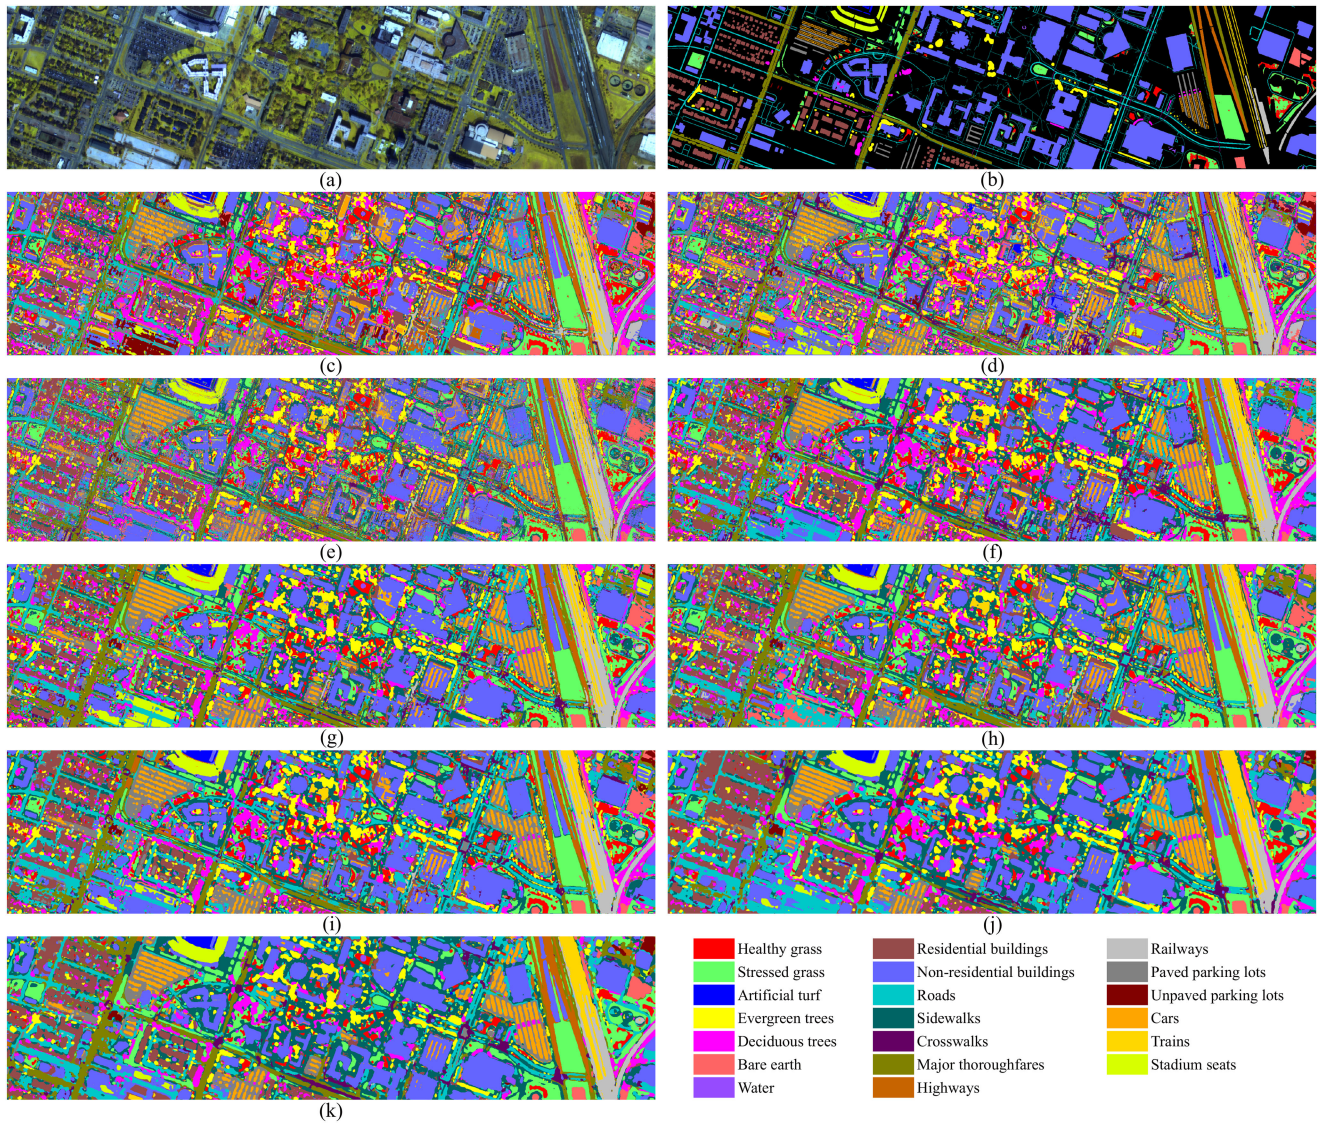 (a)
(b)
(c)
(d)
(e)
(f)
(g)
(h)
(i)
(j)
Healthy grass
Stressed grass
Artificial turf
Evergreen trees
Deciduous trees
Bare earth
Water
Residential buildings
Non-residential buildings
Roads
Sidewalks
Crosswalks
Major thoroughfares
Highways
Railways
Paved parking lots
Unpaved parking lots
Cars
Trains
Stadium seats
(k)